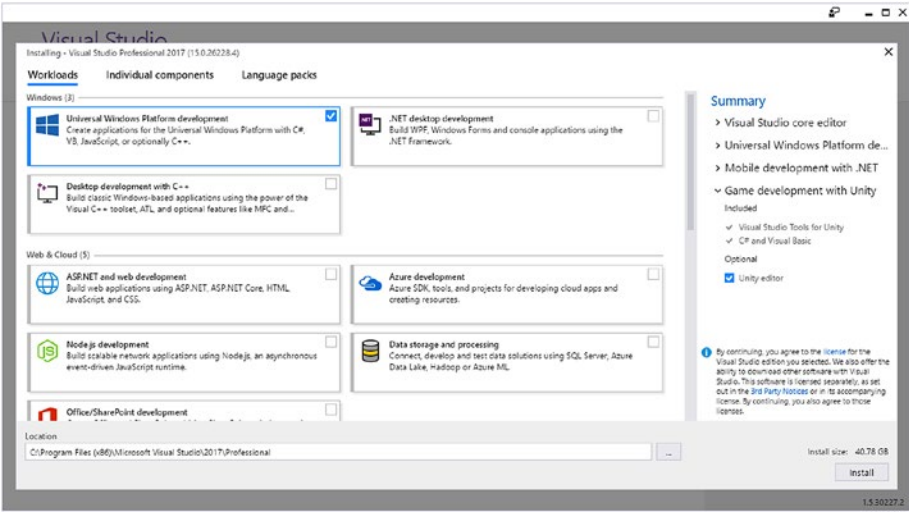 Visual Studio
Installing - Visual Studio Professional 2017 (15.0.26228.4)
Workloads Individual components Language packs
Windows (3)
Universal Windows Platform development
Create applications for the Universal Windows Platform with C#,
VB, JavaScript, or optionally C++.
.NET desktop development
Build WPF, Windows Forms and console applications using the
.NET Framework.
Desktop development with C++
Build classic Windows-based applications using the power of the
Visual C++ toolset, ATL, and optional features like MFC and...
Web & Cloud (5)
ASP.NET and web development
Build web applications using ASP.NET, ASP.NET Core, HTML,
JavaScript, and CSS.
Azure development
Azure SDK, tools, and projects for developing cloud apps and
creating resources.
Node.js development
Build scalable network applications using Node.js, an asynchronous
event-driven JavaScript runtime.
Data storage and processing
Connect, develop and test data solutions using SQL Server, Azure
Data Lake, Hadoop or Azure ML.
Office/SharePoint development
Summary
Visual Studio core editor
Universal Windows Platform de...
Mobile development with .NET
Game development with Unity
Included
Visual Studio Tools for Unity
C# and Visual Basic
Optional
Unity editor
By continuing, you agree to the license for the
Visual Studio edition you selected. We also offer the
ability to download other software with Visual
Studio. This software is licensed separately, as set
out in the 3rd Party Notices or in its accompanying
license. By continuing, you also agree to those
licenses.
Location
C:\Program Files (x86)\Microsoft Visual Studio\2017\Professional
...
Install size: 40.78 GB
Install
1.5.30227.2